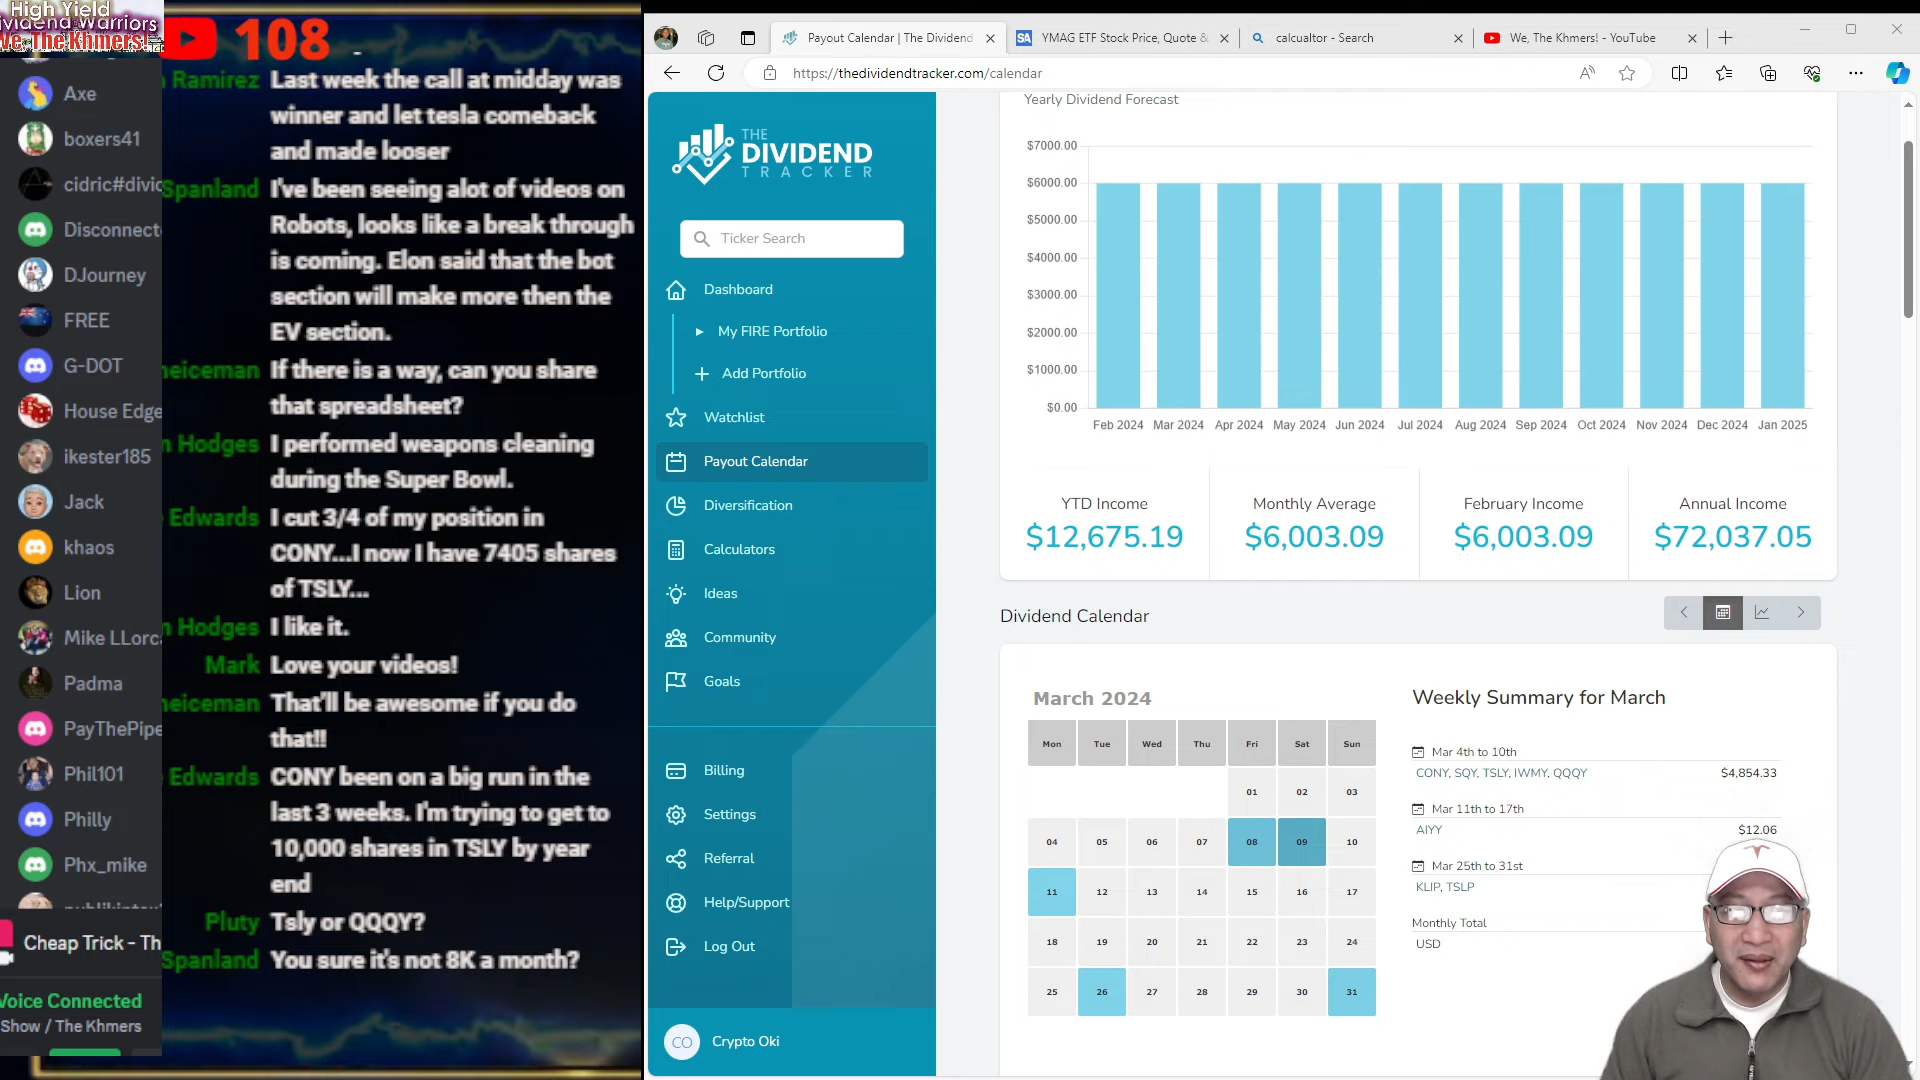 High Yield
Dividend Warriors
We, The Khmers!
108
Axe
boxers41
cidric#divid
Disconnect
DJourney
FREE
G-DOT
House Edge
ikester185
Jack
khaos
Lion
Mike LLorc
Padma
PayThePipe
Phil101
Philly
Phx_mike
Cheap Trick - Th
Voice Connected
Show / The Khmers
Ramirez Last week the call at midday was
winner and let tesla comeback
and made looser
Spanland I've been seeing alot of videos on
Robots, looks like a break through
is coming. Elon said that the bot
section will make more then the
EV section.
heiceman If there is a way, can you share
that spreadsheet?
Hodges I performed weapons cleaning
during the Super Bowl.
Edwards I cut 3/4 of my position in
CONY...I now I have 7405 shares
of TSLY...
Hodges I like it.
Mark Love your videos!
heiceman That'll be awesome if you do
that!!
Edwards CONY been on a big run in the
last 3 weeks. I'm trying to get to
10,000 shares in TSLY by year
end
Pluty Tsly or QQQY?
Spanland You sure it's not 8K a month?
Payout Calendar | The Dividend
SA YMAG ETF Stock Price, Quote &
calcualtor - Search
We, The Khmers! - YouTube
https://thedividendtracker.com/calendar
THE
DIVIDEND
TRACKER
Ticker Search
Dashboard
My FIRE Portfolio
Add Portfolio
Watchlist
Payout Calendar
Diversification
Calculators
Ideas
Community
Goals
Billing
Settings
Referral
Help/Support
Log Out
CO Crypto Oki
Yearly Dividend Forecast
$7000.00
$6000.00
$5000.00
$4000.00
$3000.00
$2000.00
$1000.00
$0.00
Feb 2024 Mar 2024 Apr 2024 May 2024 Jun 2024 Jul 2024 Aug 2024 Sep 2024 Oct 2024 Nov 2024 Dec 2024 Jan 2025
YTD Income Monthly Average February Income Annual Income
$12,675.19 $6,003.09 $6,003.09 $72,037.05
Dividend Calendar
March 2024
Mon Tue Wed Thu Fri Sat Sun
01 02 03
04 05 06 07 08 09 10
11 12 13 14 15 16 17
18 19 20 21 22 23 24
25 26 27 28 29 30 31
Weekly Summary for March
Mar 4th to 10th
CONY, SQY, TSLY, IWMY, QQQY $4,854.33
Mar 11th to 17th
AIYY $12.06
Mar 25th to 31st
KLIP, TSLP
Monthly Total
USD